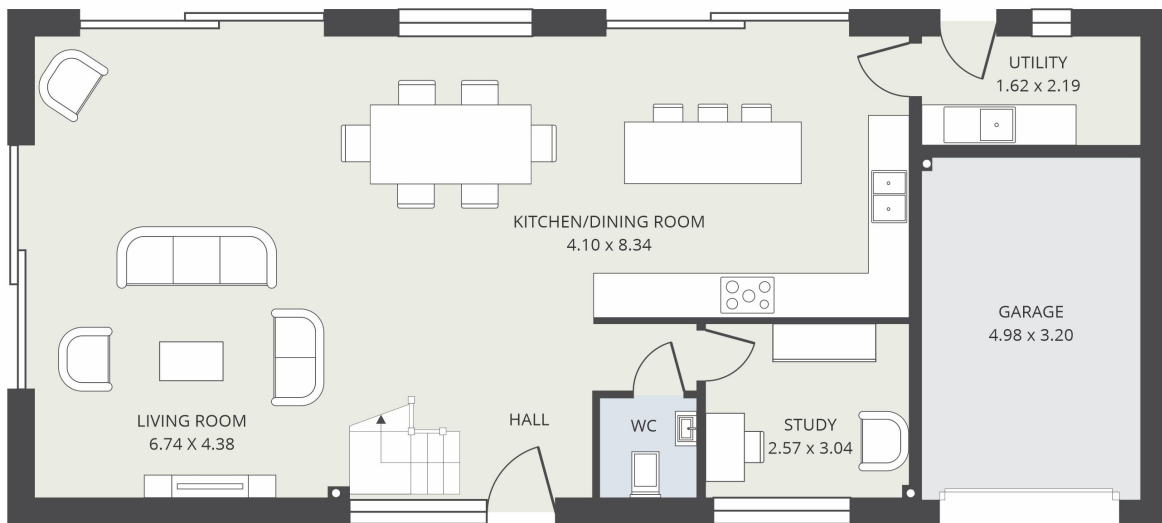 UTILITY
1.62 x 2.19
KITCHEN/DINING ROOM
4.10 x 8.34
GARAGE
4.98 x 3.20
LIVING ROOM
6.74 X 4.38
HALL
WC
STUDY
2.57 x 3.04